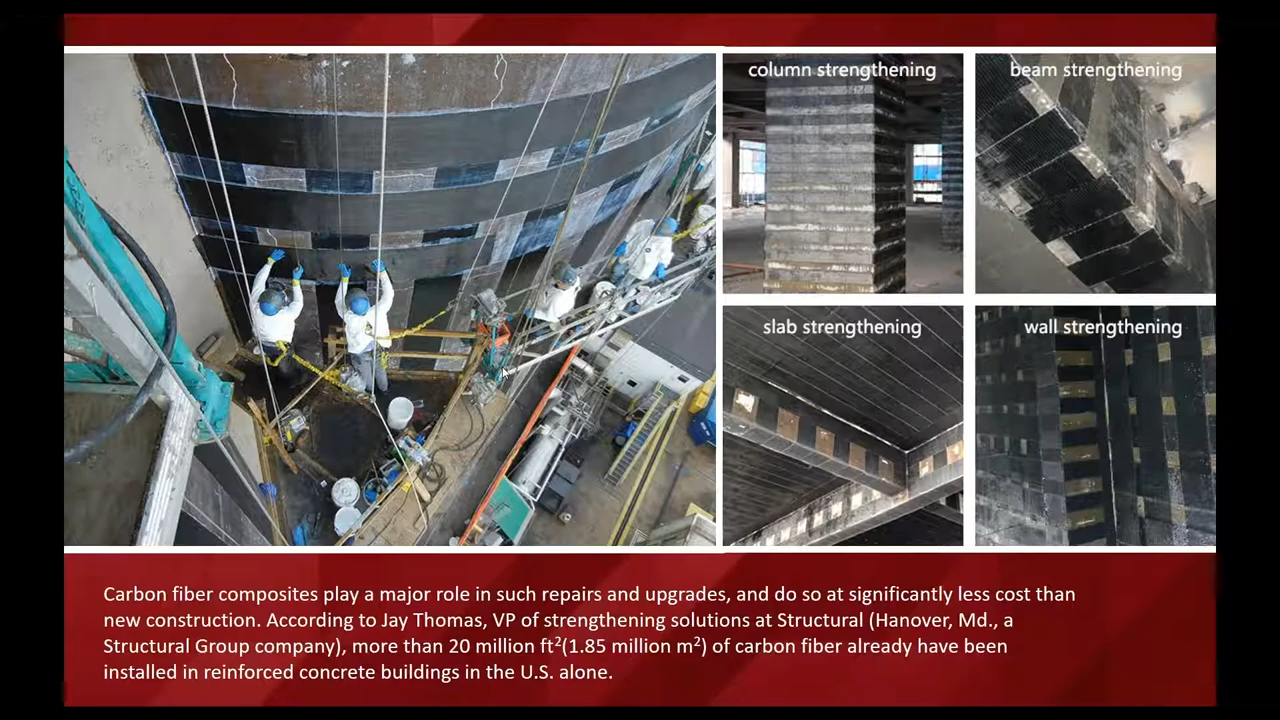 column strengthening
beam strengthening
slab strengthening
wall strengthening
Carbon fiber composites play a major role in such repairs and upgrades, and do so at significantly less cost than
new construction. According to Jay Thomas, VP of strengthening solutions at Structural (Hanover, Md., a
Structural Group company), more than 20 million ft²(1.85 million m²) of carbon fiber already have been
installed in reinforced concrete buildings in the U.S. alone.